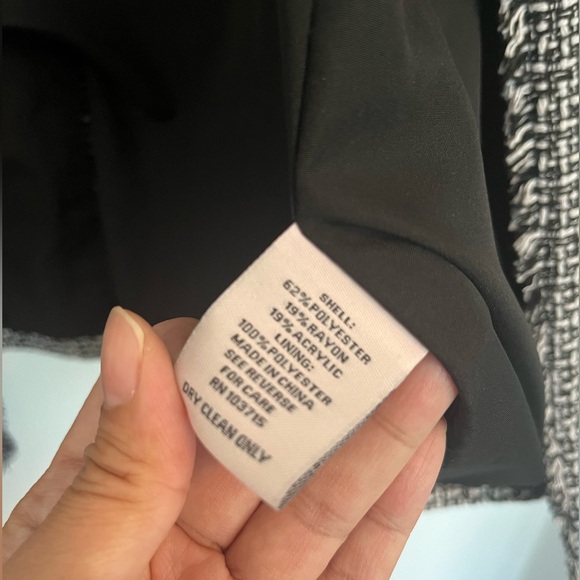 SHELL:
62% POLYESTER
19% RAYON
19% ACRYLIC
LINING:
100% POLYESTER
MADE IN CHINA
SEE REVERSE
FOR CARE
RN 103715
DRY CLEAN ONLY